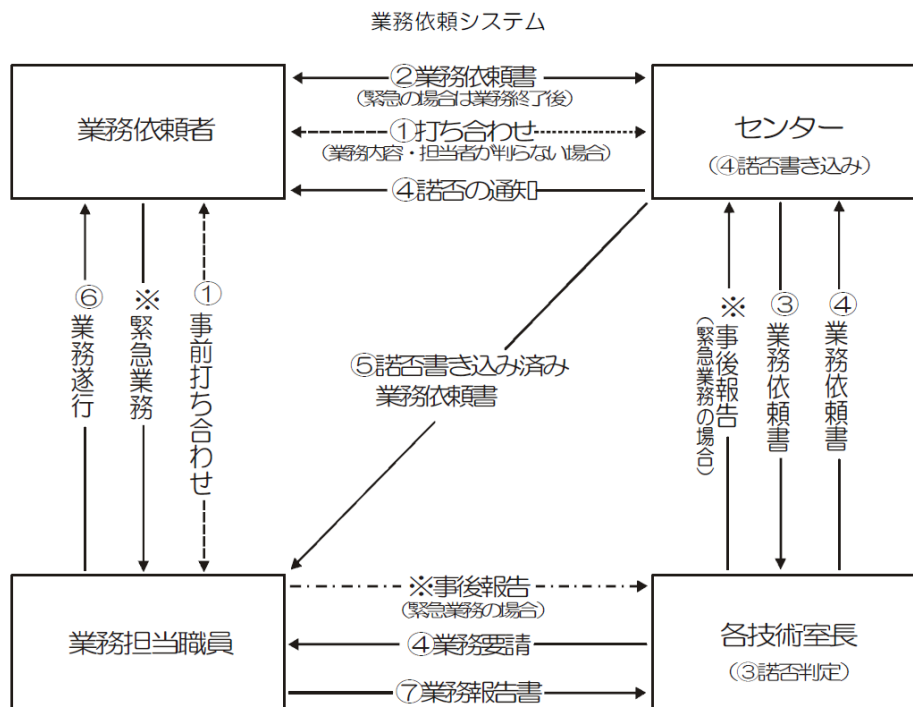 業務依頼システム
②業務依頼書
(緊急の場合は業務終了後)
業務依頼者
①打ち合わせ
(業務内容・担当者が判らない場合)
センター
(④諾否書き込み)
④諾否の通知
⑥業務遂行
※緊急業務
①事前打ち合わせ
⑤諾否書き込み済み
業務依頼書
※事後報告
(緊急業務の場合)
③業務依頼書
④業務依頼書
業務担当職員
※事後報告
(緊急業務の場合)
④業務要請
⑦業務報告書
各技術室長
(③諾否判定)